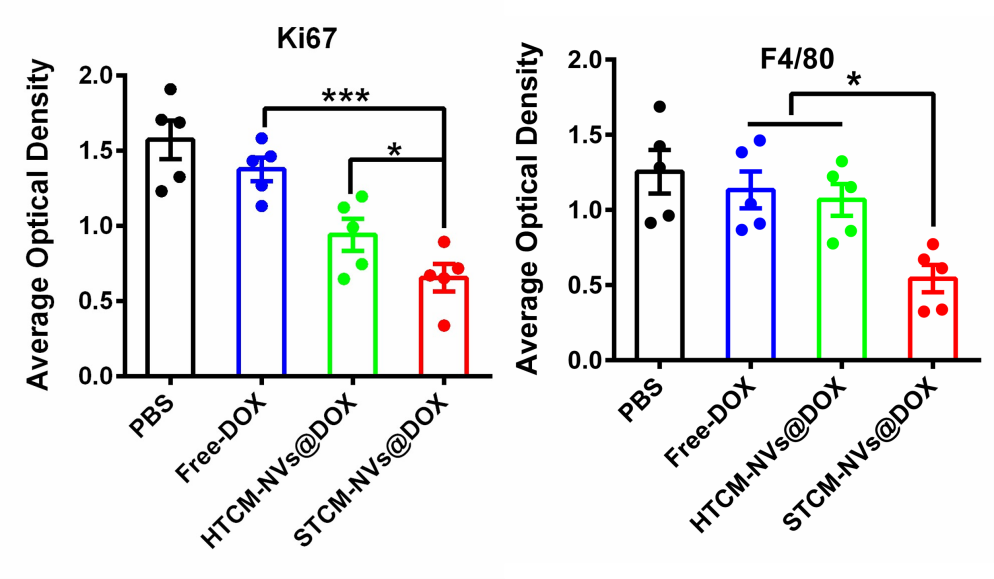 Ki67
Average Optical Density
2.0
1.5
1.0
0.5
0.0
***
*
PBS
Free-DOX
HTCM-NVs@DOX
STCM-NVs@DOX
F4/80
Average Optical Density
2.0
1.5
1.0
0.5
0.0
*
PBS
Free-DOX
HTCM-NVs@DOX
STCM-NVs@DOX